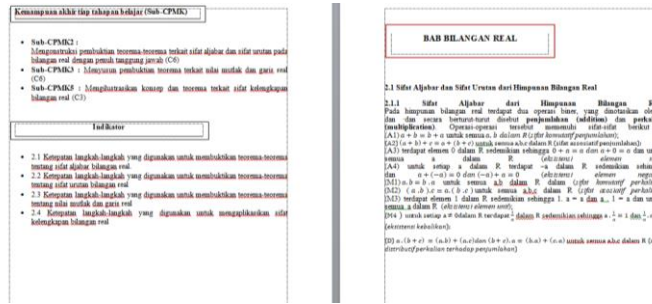 Kemampuan akhir tiap tahapan belajar (Sub-CPMK)
Sub-CPMK2 :
Mengonstruksi pembuktian teorema-teorema terkait sifat aljabar dan sifat urutan pada
bilangan real dengan penuh tanggung jawab (C6)
Sub-CPMK3 : Menyusun pembuktian teorema terkait nilai mutlak dan garis real
(C6)
Sub-CPMK5 : Mengilustrasikan konsep dan teorema terkait sifat kelengkapan
bilangan real (C3)
Indikator
2.1 Ketepatan langkah-langkah yang digunakan untuk membuktikan teorema-teorema
tentang sifat aljabar bilangan real.
2.2 Ketepatan langkah-langkah yang digunakan untuk membuktikan teorema-teorema
tentang sifat urutan bilangan real
2.3 Ketepatan langkah-langkah yang digunakan untuk membuktikan teorema-teorema
tentang nilai mutlak dan garis real
2.4 Ketepatan langkah-langkah yang digunakan untuk mengaplikasikan sifat
kelengkapan bilangan real
BAB BILANGAN REAL
2.1 Sifat Aljabar dan Sifat Urutan dari Himpunan Bilangan Real
2.1.1 Sifat Aljabar dari Himpunan Bilangan R
Pada himpunan bilangan real terdapat dua operasi biner, yang dinotasikan ole
dan dan secara berturut-turut disebut penjumlahan (addition) dan perka
(multiplication). Operasi-operasi tersebut memenuhi sifat-sifat berikut
(A1) a + b = b + a untuk semua a, b dalam R (sifat komutatif penjumlahan);
(A2) (a + b) + c = a + (b + c) untuk semua a,b,c dalam R (sifat assosiatif penjumlahan);
(A3) terdapat elemen 0 dalam R sedemikian sehingga 0 + a = a dan a + 0 = a dan un
semua a dalam R (eksistensi elemen
(A4) untuk setiap a dalam R terdapat −a dalam R sedemikian sehin
dan a + (−a) = 0 dan (−a) + a = 0 (eksistensi elemen nega
(M1) a. b = b . a untuk semua a,b dalam R (sifat komutatif perkali
(M2) (a . b) . c = a. ( b . c ) untuk semua a,b,c dalam R (sifat asosiatif perkali
(M3) terdapat elemen 1 dalam R sedemikian sehingga 1. a = a dan a . 1 = a dan un
semua a dalam R (eksistensi elemen unit);
(M4 ) untuk setiap a ≠ 0 dalam R terdapat 1/a dalam R sedemikian sehingga a . 1/a = 1 dan 1/a .
(eksistensi kebalikan);
(D) a . (b + c) = (a.b) + (a.c) dan (b + c). a = (b.a) + (c.a) untuk semua a,b,c dalam R (
distributif perkalian terhadap penjumlahan)